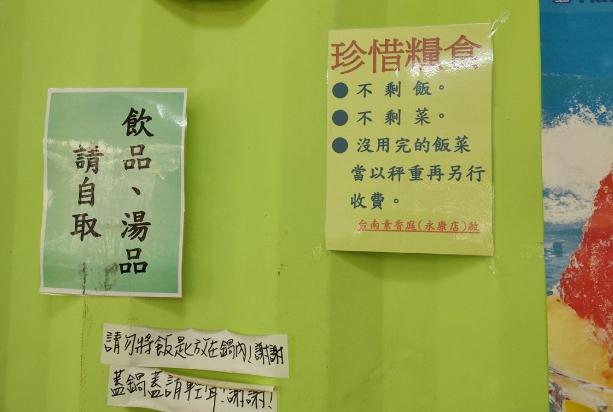 飲品、湯品
請自取
珍惜糧食
● 不剩飯。
● 不剩菜。
● 沒用完的飯菜
當以秤重再另行
收費。
台南素香庭(永康店)啟
請勿將飯匙放在鍋內!謝謝
蓋鍋蓋請輕聲!謝謝!